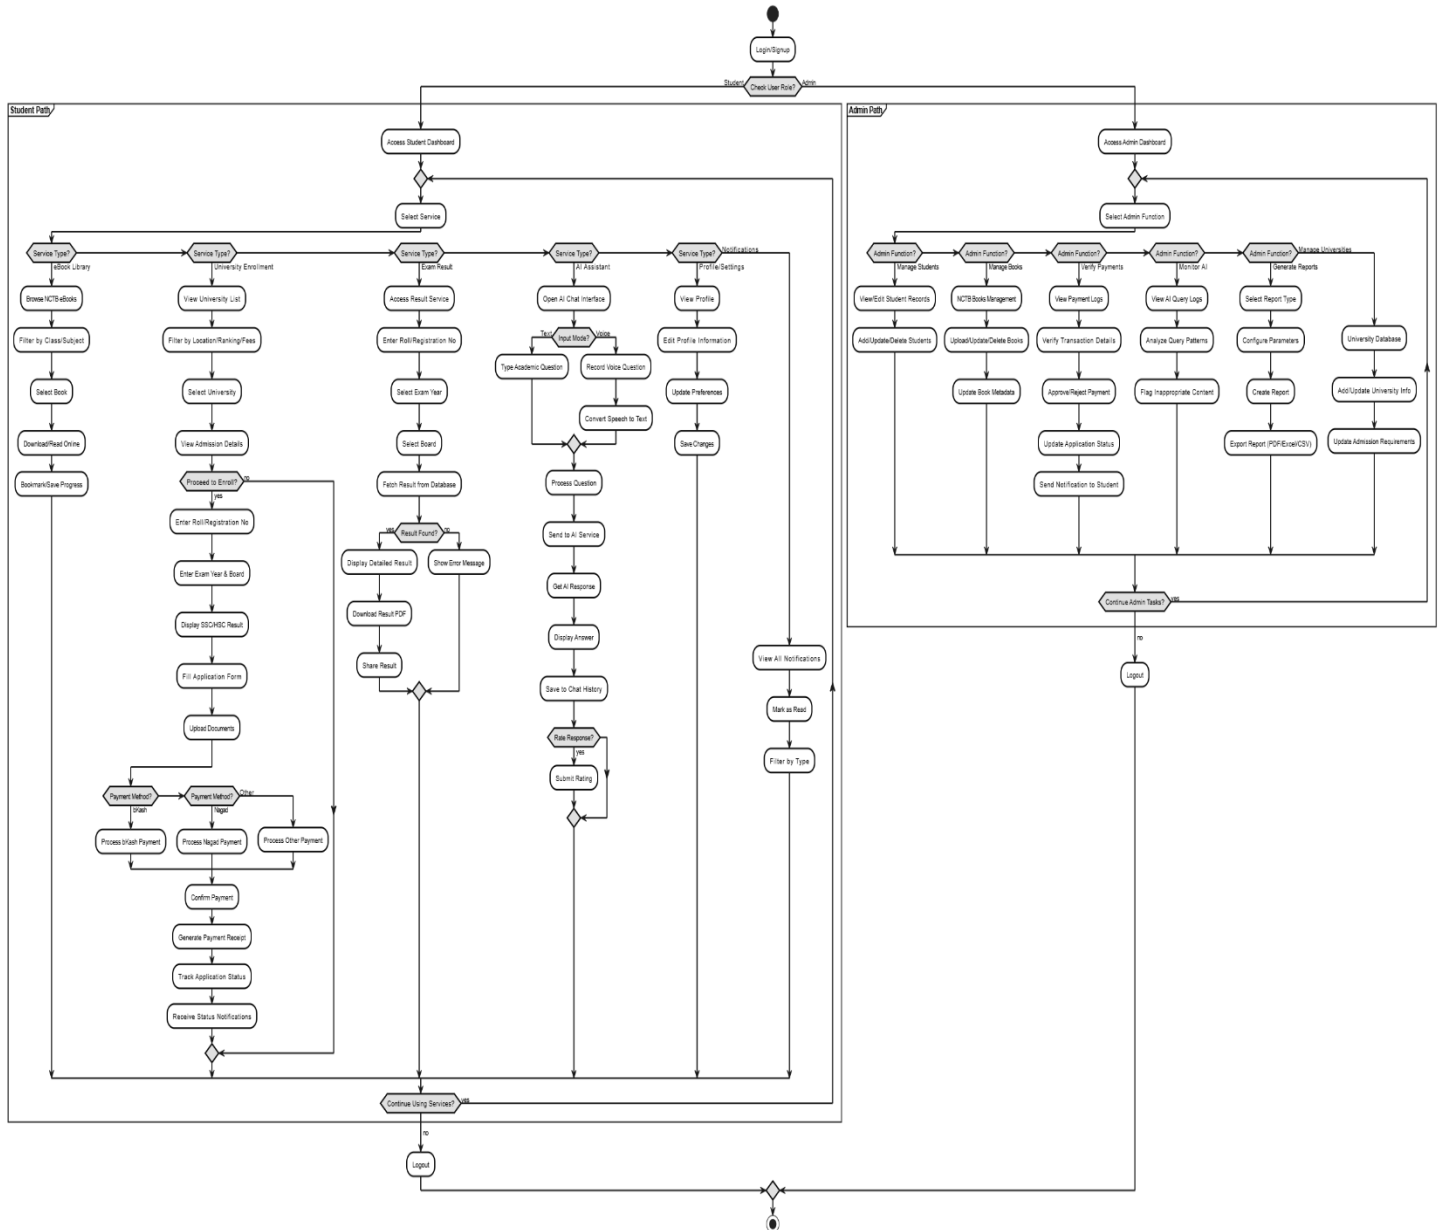 Login/Signup
Student
Check User Role?
Admin
Student Path
Access Student Dashboard
Select Service
Service Type?
eBook Library
Browse NCTB eBooks
Filter by Class/Subject
Select Book
Download/Read Online
Bookmark/Save Progress
Service Type?
University Enrollment
View University List
Filter by Location/Ranking/Fees
Select University
View Admission Details
Proceed to Enroll?
no
yes
Enter Roll/Registration No
Enter Exam Year & Board
Display SSC/HSC Result
Fill Application Form
Upload Documents
Payment Method?
bKash
Process bKash Payment
Payment Method?
Nagad
Process Nagad Payment
Other
Process Other Payment
Confirm Payment
Generate Payment Receipt
Track Application Status
Receive Status Notifications
Service Type?
Exam Result
Access Result Service
Enter Roll/Registration No
Select Exam Year
Select Board
Fetch Result from Database
yes
Result Found?
no
Display Detailed Result
Download Result PDF
Share Result
Show Error Message
Service Type?
AI Assistant
Open AI Chat Interface
Text
Input Mode?
Voice
Type Academic Question
Record Voice Question
Convert Speech to Text
Process Question
Send to AI Service
Get AI Response
Display Answer
Save to Chat History
Rate Response?
yes
Submit Rating
Service Type?
Profile/Settings
View Profile
Edit Profile Information
Update Preferences
Save Changes
Notifications
View All Notifications
Mark as Read
Filter by Type
Continue Using Services?
yes
no
Logout
Admin Path
Access Admin Dashboard
Select Admin Function
Admin Function?
Manage Students
View/Edit Student Records
Add/Update/Delete Students
Admin Function?
Manage Books
NCTB Books Management
Upload/Update/Delete Books
Update Book Metadata
Admin Function?
Verify Payments
View Payment Logs
Verify Transaction Details
Approve/Reject Payment
Update Application Status
Send Notification to Student
Admin Function?
Monitor AI
View AI Query Logs
Analyze Query Patterns
Flag Inappropriate Content
Admin Function?
Generate Reports
Select Report Type
Configure Parameters
Create Report
Export Report (PDF/Excel/CSV)
Manage Universities
University Database
Add/Update University Info
Update Admission Requirements
Continue Admin Tasks?
yes
no
Logout